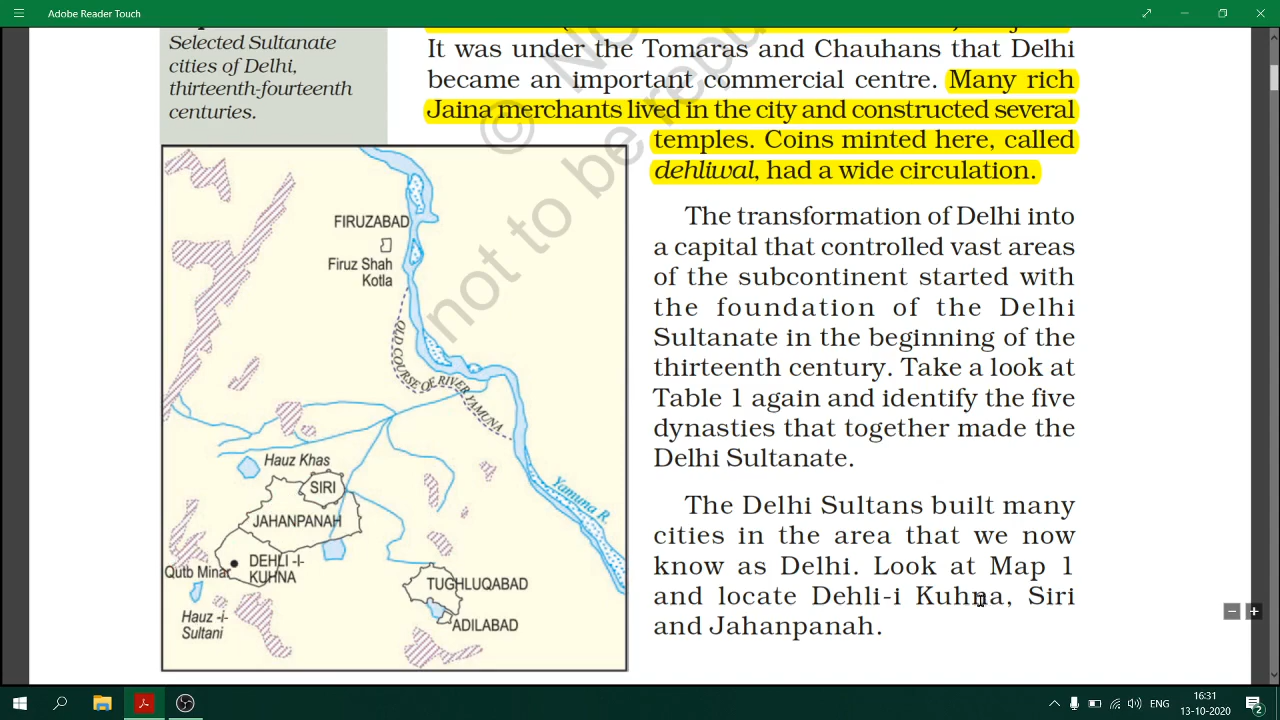 Adobe Reader Touch
Selected Sultanate
cities of Delhi,
thirteenth-fourteenth
centuries.
It was under the Tomaras and Chauhans that Delhi
became an important commercial centre. Many rich
Jaina merchants lived in the city and constructed several
temples. Coins minted here, called
dehliwal, had a wide circulation.
The transformation of Delhi into
a capital that controlled vast areas
of the subcontinent started with
the foundation of the Delhi
Sultanate in the beginning of the
thirteenth century. Take a look at
Table 1 again and identify the five
dynasties that together made the
Delhi Sultanate.
The Delhi Sultans built many
cities in the area that we now
know as Delhi. Look at Map 1
and locate Dehli-i Kuhna, Siri
and Jahanpanah.
FIRUZABAD
Firuz Shah
Kotla
OLD COURSE OF RIVER YAMUNA
Hauz Khas
SIRI
JAHANPANAH
Yamuna R.
Qutb Minar
DEHLI -I-
KUHNA
TUGHLUQABAD
Hauz -i-
Sultani
ADILABAD
©
not to be
ENG
16:31
13-10-2020
2